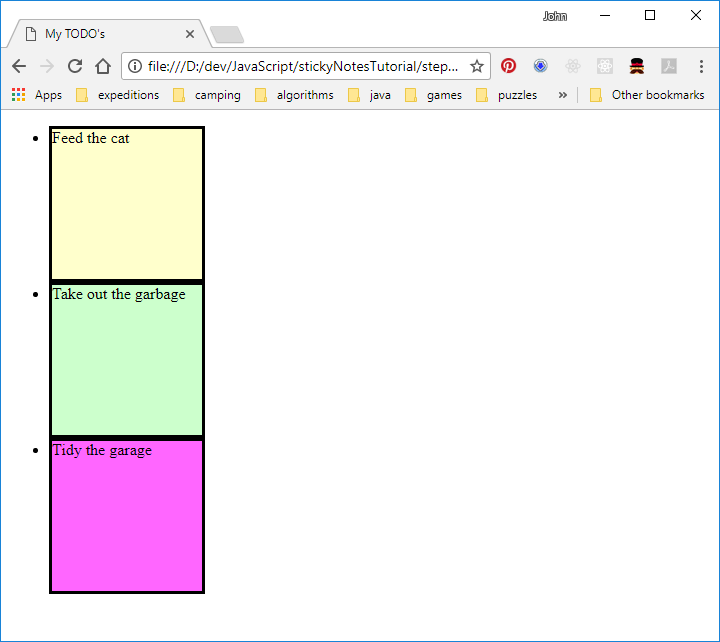 John
My TODO's
file:///D:/dev/JavaScript/stickyNotesTutorial/step...
Apps expeditions camping algorithms java games puzzles » Other bookmarks
Feed the cat
Take out the garbage
Tidy the garage